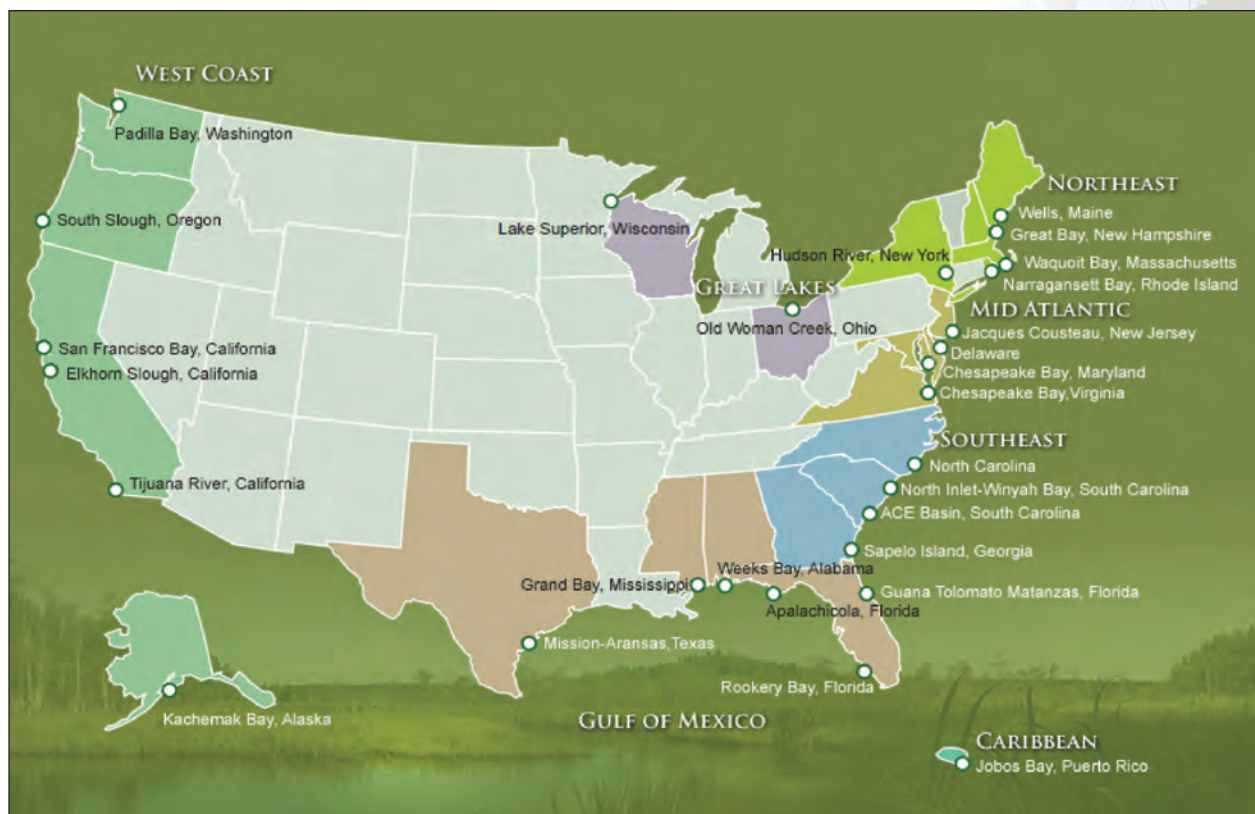 WEST COAST
Padilla Bay, Washington
South Slough, Oregon
San Francisco Bay, California
Elkhorn Slough, California
Tijuana River, California
Kachemak Bay, Alaska
Lake Superior, Wisconsin
GREAT LAKES
Old Woman Creek, Ohio
NORTHEAST
Wells, Maine
Great Bay, New Hampshire
Hudson River, New York
Waquoit Bay, Massachusetts
Narragansett Bay, Rhode Island
MID ATLANTIC
Jacques Cousteau, New Jersey
Delaware
Chesapeake Bay, Maryland
Chesapeake Bay,Virginia
SOUTHEAST
North Carolina
North Inlet-Winyah Bay, South Carolina
ACE Basin, South Carolina
Sapelo Island, Georgia
Guana Tolomato Matanzas, Florida
Grand Bay, Mississippi
Weeks Bay, Alabama
Apalachicola, Florida
Mission-Aransas,Texas
Rookery Bay, Florida
GULF OF MEXICO
CARIBBEAN
Jobos Bay, Puerto Rico